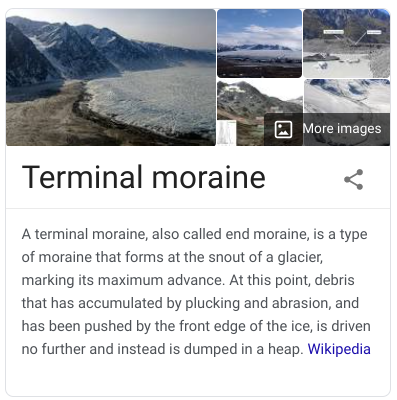 More images
Terminal moraine
A terminal moraine, also called end moraine, is a type
of moraine that forms at the snout of a glacier,
marking its maximum advance. At this point, debris
that has accumulated by plucking and abrasion, and
has been pushed by the front edge of the ice, is driven
no further and instead is dumped in a heap. Wikipedia